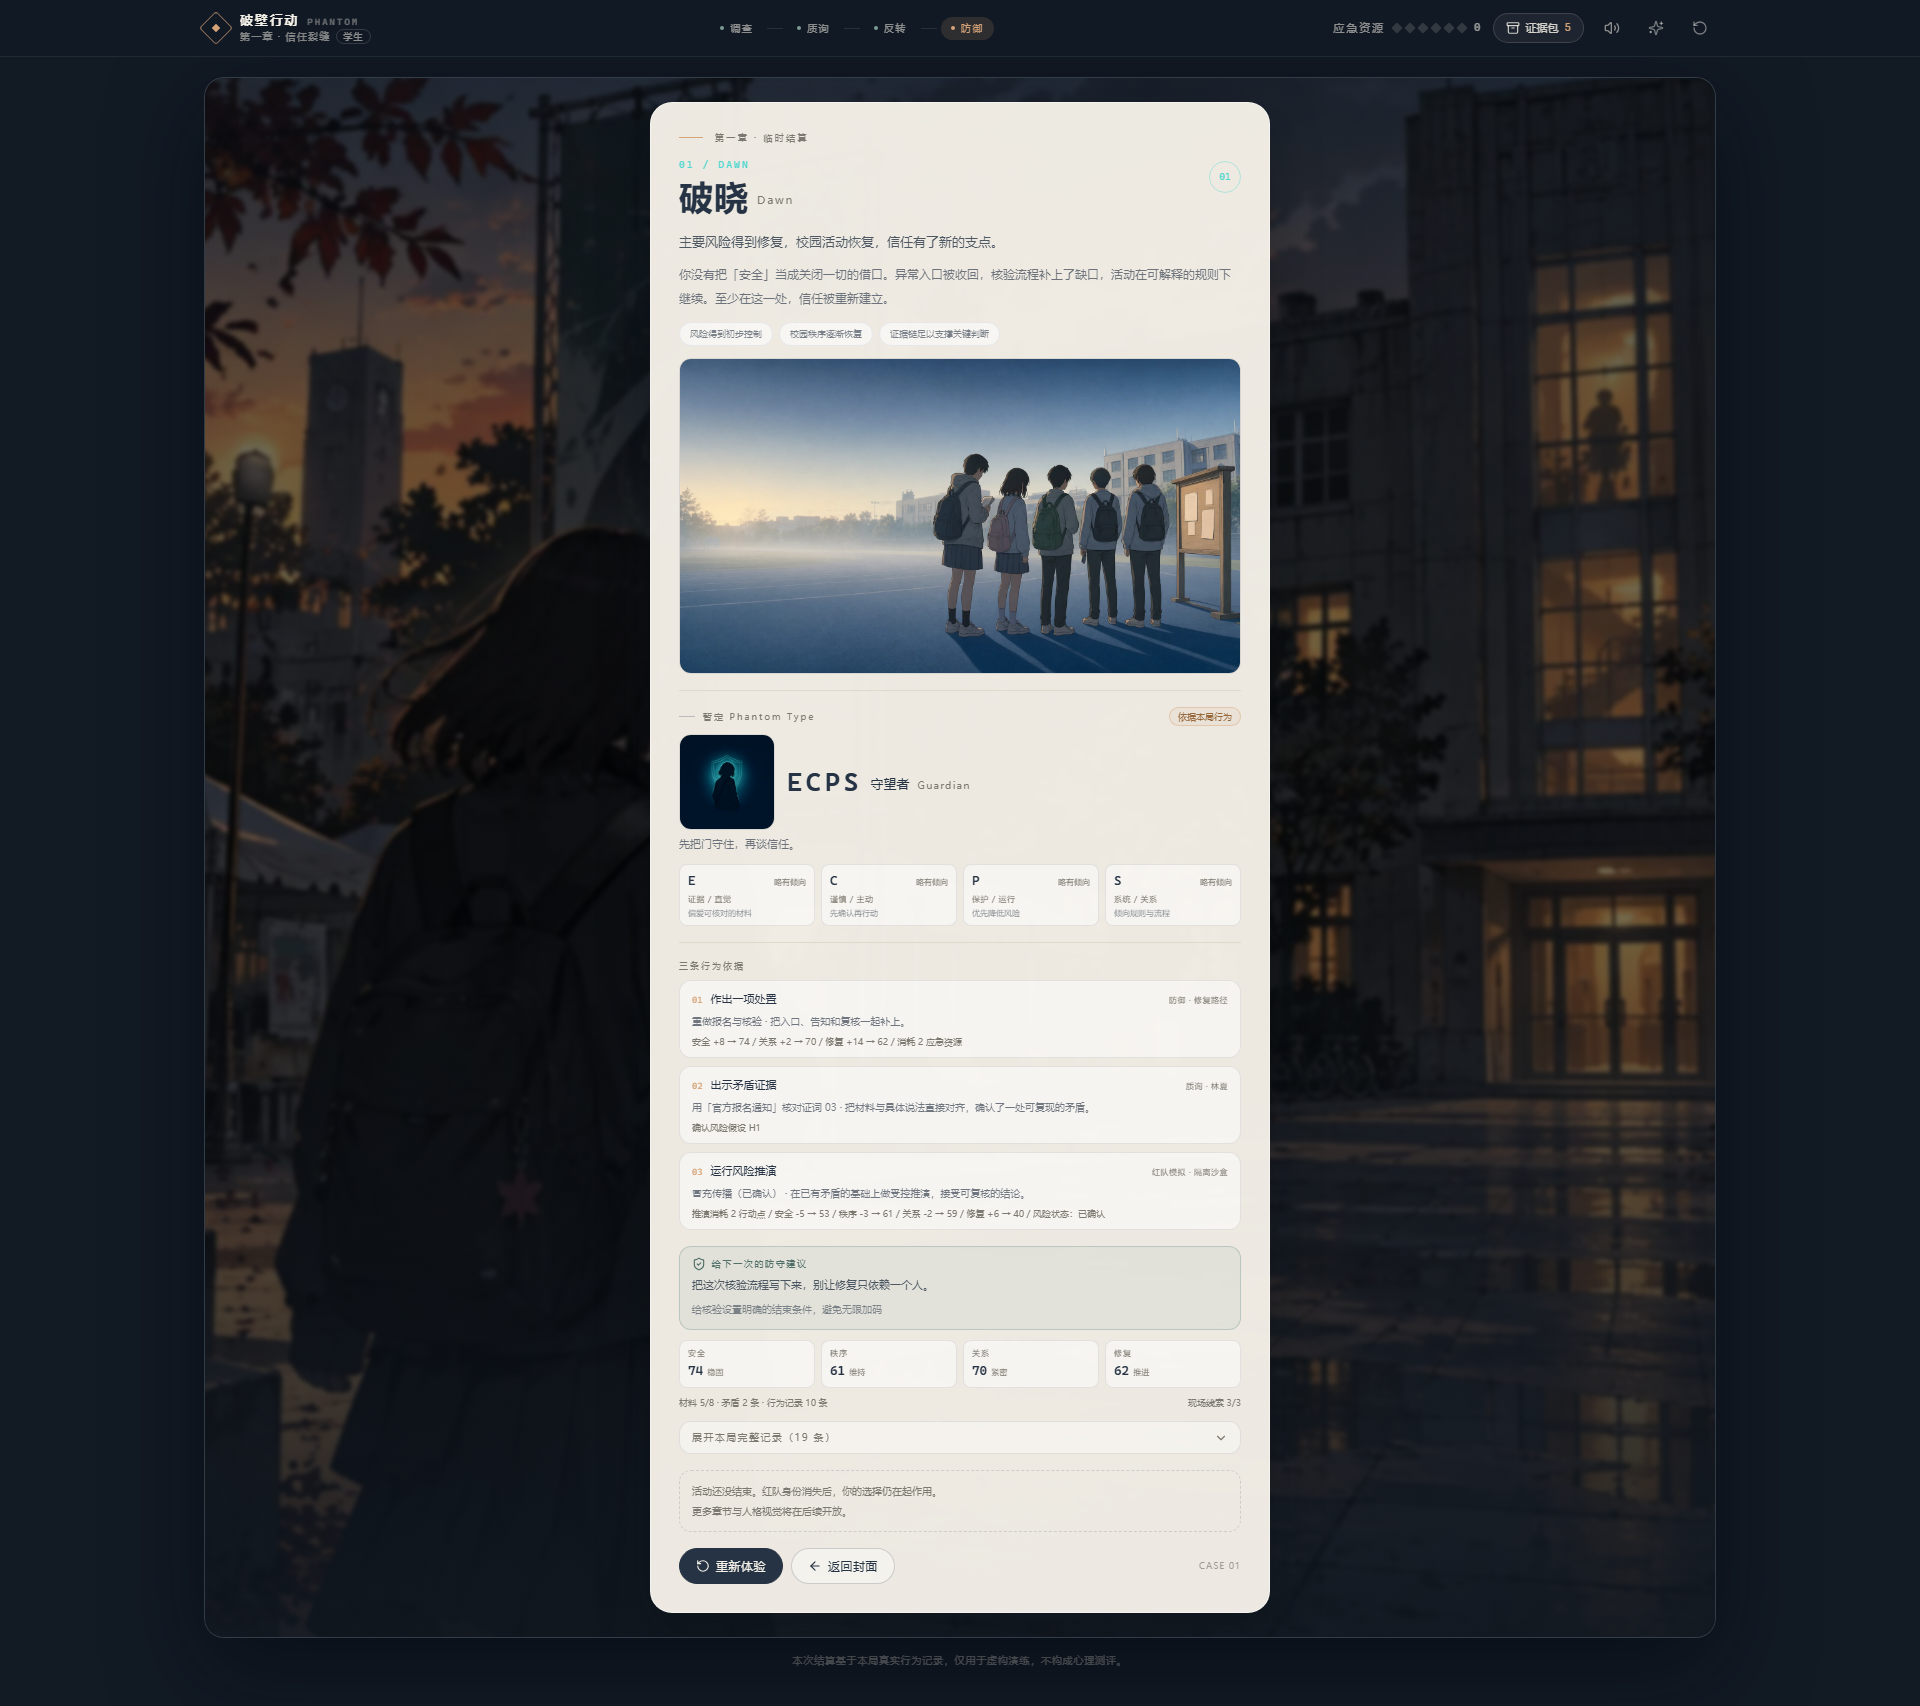 破壁行动 PHANTOM
第一章 · 信任裂缝 学生
调查 质询 反转 防御
应急资源 0 证据包 5
第一章 · 临时结算
01 / DAWN
破晓 Dawn
01
主要风险得到修复，校园活动恢复，信任有了新的支点。
你没有把「安全」当成关闭一切的借口。异常入口被收回，核验流程补上了缺口，活动在可解释的规则下
继续。至少在这一处，信任被重新建立。
风险得到初步控制 校园秩序逐渐恢复 证据链足以支撑关键判断
暂定 Phantom Type
依据本局行为
ECPS 守望者 Guardian
先把门守住，再谈信任。
E 略有倾向
证据 / 直觉
偏爱可核对的材料
C 略有倾向
谨慎 / 主动
先确认再行动
P 略有倾向
保护 / 运行
优先降低风险
S 略有倾向
系统 / 关系
倾向规则与流程
三条行为依据
01 作出一项处置 防御 · 修复路径
重做报名与核验 · 把入口、告知和复核一起补上。
安全 +8 → 74 / 关系 +2 → 70 / 修复 +14 → 62 / 消耗 2 应急资源
02 出示矛盾证据 质询 · 林夏
用「官方报名通知」核对证词 03 · 把材料与具体说法直接对齐，确认了一处可复现的矛盾。
确认风险假设 H1
03 运行风险推演 红队模拟 · 隔离沙盒
冒充传播（已确认） · 在已有矛盾的基础上做受控推演，接受可复核的结论。
推演消耗 2 行动点 / 安全 -5 → 53 / 秩序 -3 → 61 / 关系 -2 → 59 / 修复 +6 → 40 / 风险状态：已确认
给下一次的防守建议
把这次核验流程写下来，别让修复只依赖一个人。
给核验设置明确的结束条件，避免无限加码
安全
74 稳固
秩序
61 维持
关系
70 紧密
修复
62 推进
材料 5/8 · 矛盾 2 条 · 行为记录 10 条 现场线索 3/3
展开本局完整记录（19 条）
活动还没结束。红队身份消失后，你的选择仍在起作用。
更多章节与人格视觉将在后续开放。
重新体验 返回封面 CASE 01
本次结算基于本局真实行为记录，仅用于虚构演练，不构成心理测评。